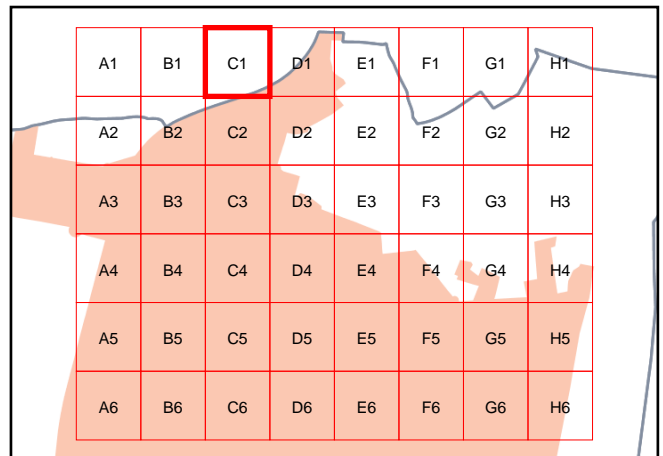 A1 B1 C1 D1 E1 F1 G1 H1
A2 B2 C2 D2 E2 F2 G2 H2
A3 B3 C3 D3 E3 F3 G3 H3
A4 B4 C4 D4 E4 F4 G4 H4
A5 B5 C5 D5 E5 F5 G5 H5
A6 B6 C6 D6 E6 F6 G6 H6